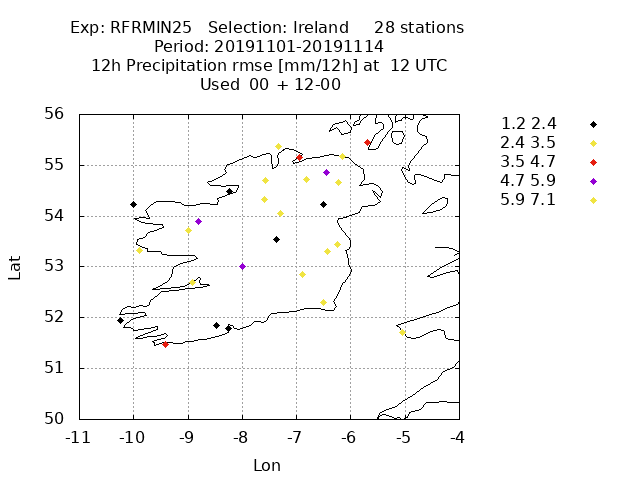 Exp: RFRMIN25 Selection: Ireland 28 stations
Period: 20191101-20191114
12h Precipitation rmse [mm/12h] at 12 UTC
Used 00 + 12-00
56
55
54
53
52
51
50
-11 -10 -9 -8 -7 -6 -5 -4
Lat
Lon
1.2 2.4
2.4 3.5
3.5 4.7
4.7 5.9
5.9 7.1